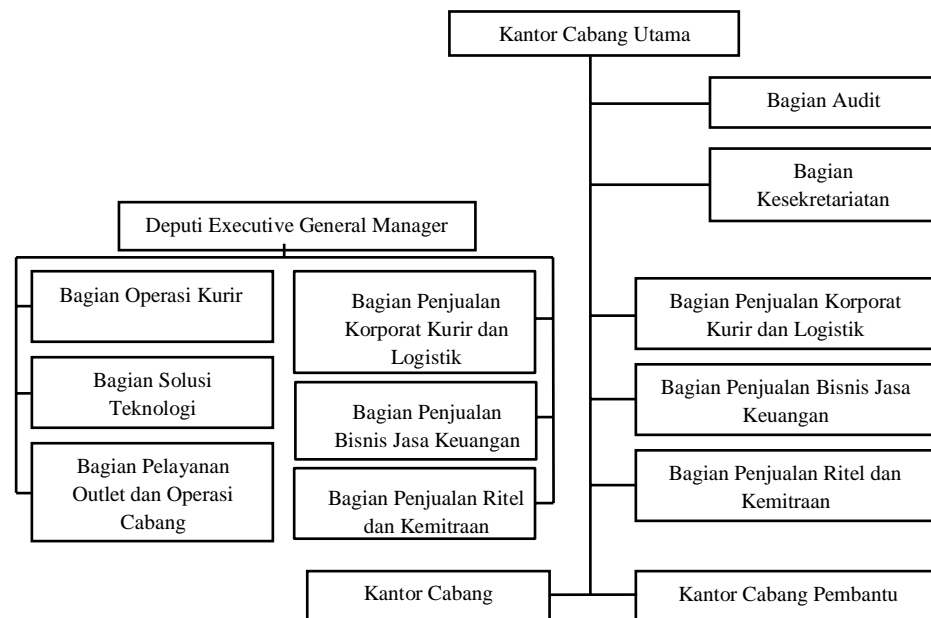 Kantor Cabang Utama
Bagian Audit
Bagian
Kesekretariatan
Deputi Executive General Manager
Bagian Operasi Kurir
Bagian Solusi
Teknologi
Bagian Pelayanan
Outlet dan Operasi
Cabang
Bagian Penjualan
Korporat Kurir dan
Logistik
Bagian Penjualan
Bisnis Jasa Keuangan
Bagian Penjualan Ritel
dan Kemitraan
Bagian Penjualan Korporat
Kurir dan Logistik
Bagian Penjualan Bisnis Jasa
Keuangan
Bagian Penjualan Ritel dan
Kemitraan
Kantor Cabang
Kantor Cabang Pembantu